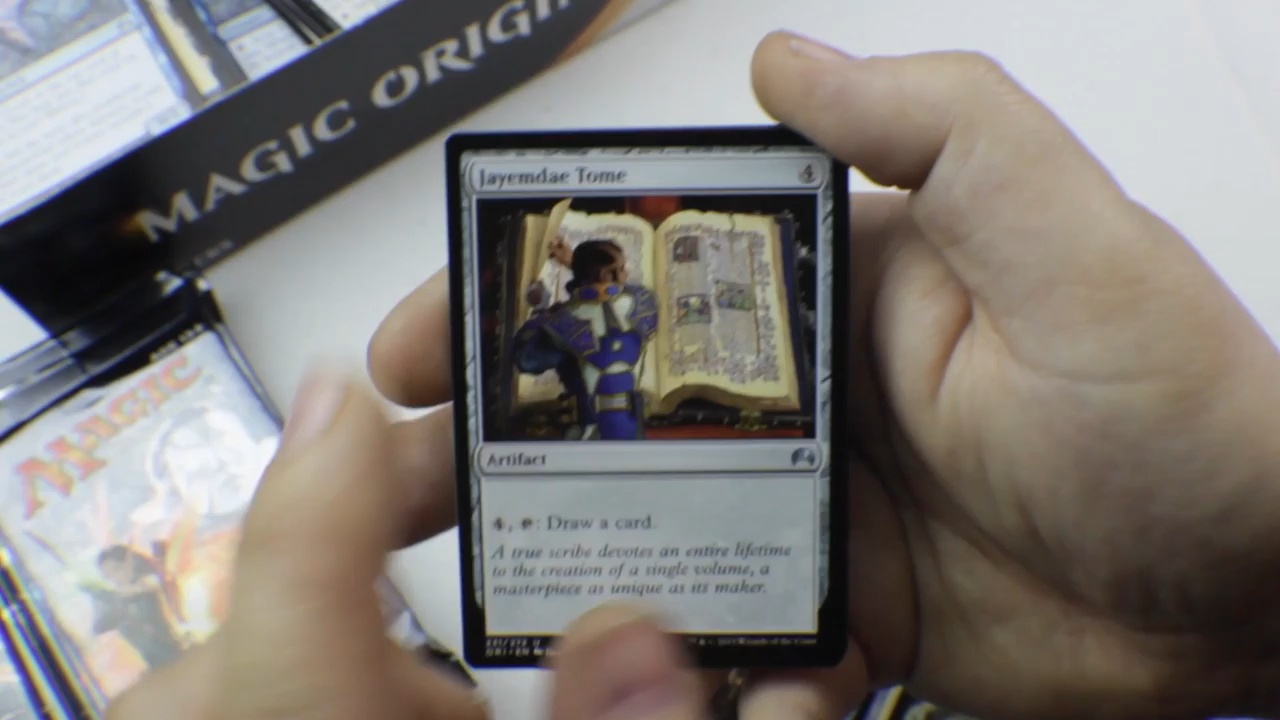 MAGIC ORIGI
MAGIC
Jayemdae Tome 4
Artifact
4, : Draw a card.
A true scribe devotes an entire lifetime
to the creation of a single volume, a
masterpiece as unique as its maker.